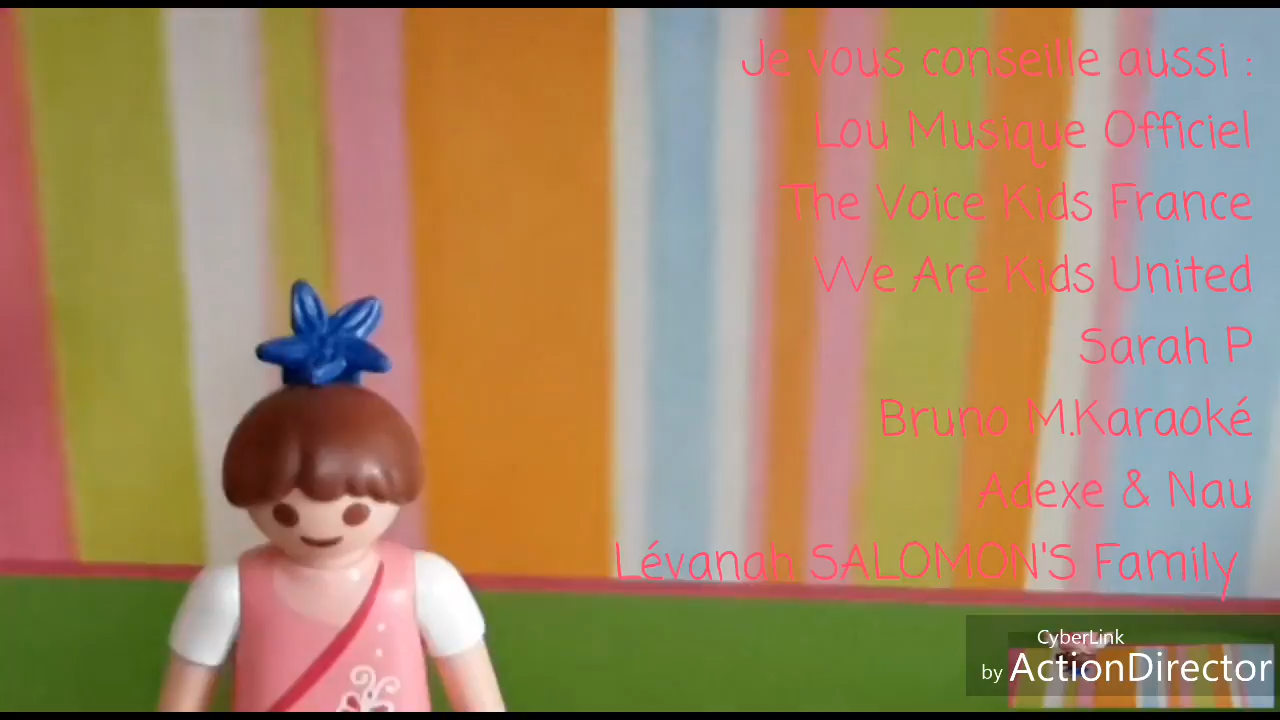 Je vous conseille aussi :
Lou Musique Officiel
The Voice Kids France
We Are Kids United
Sarah P
Bruno M.Karaoké
Adexe & Nau
Lévanah SALOMON'S Family
CyberLink
by ActionDirector